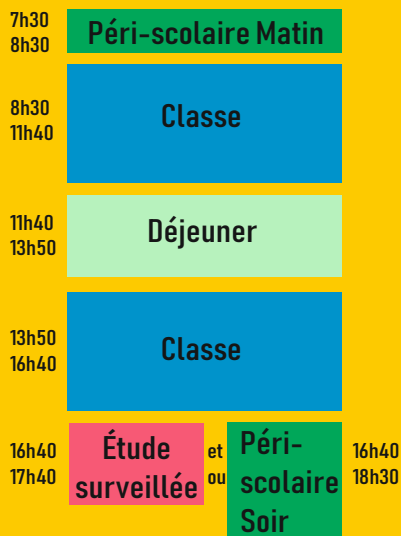 7h30
8h30
Péri-scolaire Matin
8h30
11h40
Classe
11h40
13h50
Déjeuner
13h50
16h40
Classe
16h40
17h40
Étude
surveillée
et
ou
Péri-
scolaire
Soir
16h40
18h30